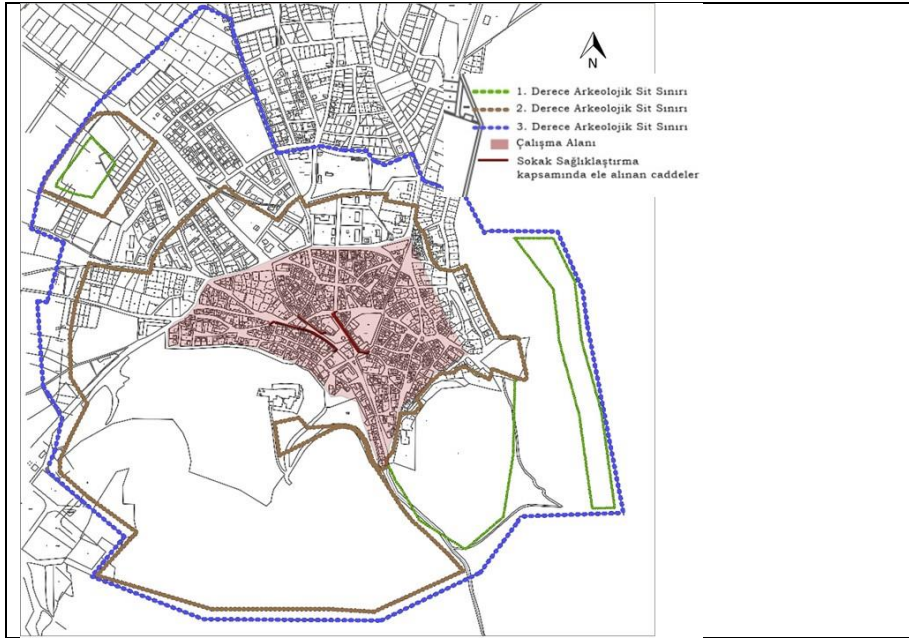 N
1. Derece Arkeolojik Sit Sınırı
2. Derece Arkeolojik Sit Sınırı
3. Derece Arkeolojik Sit Sınırı
Çalışma Alanı
Sokak Sağlıklaştırma
kapsamında ele alınan caddeler